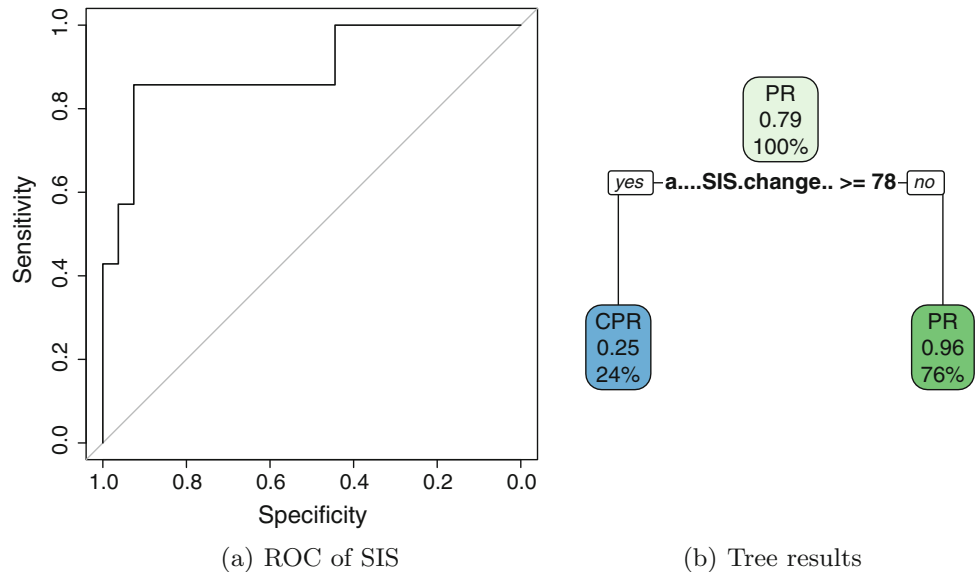 1.0
0.8
0.6
0.4
0.2
0.0
Sensitivity
1.0 0.8 0.6 0.4 0.2 0.0
Specificity
(a) ROC of SIS
PR
0.79
100%
yes a....SIS.change.. >= 78 no
CPR
0.25
24%
PR
0.96
76%
(b) Tree results